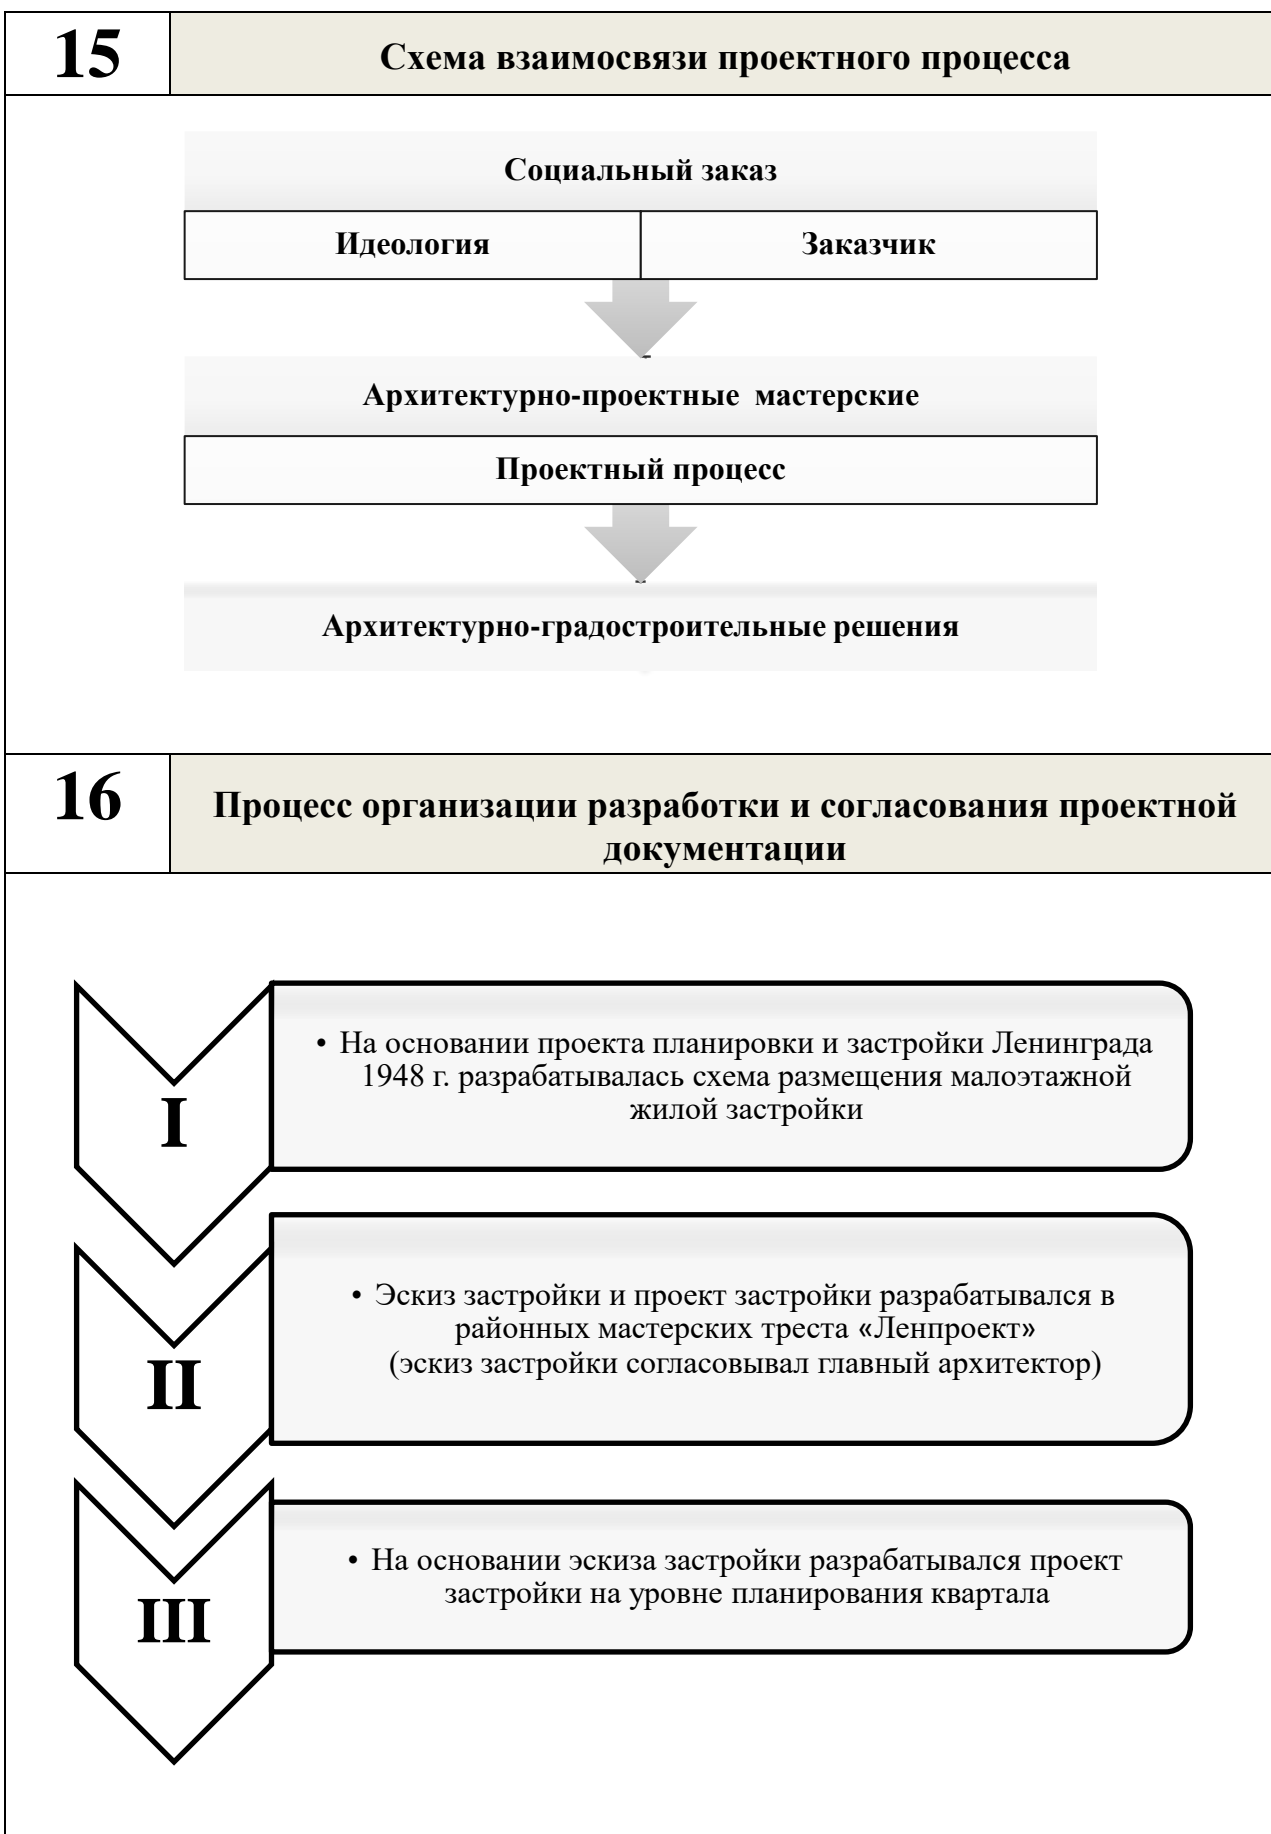 15
Схема взаимосвязи проектного процесса
Социальный заказ
Идеология
Заказчик
Архитектурно-проектные мастерские
Проектный процесс
Архитектурно-градостроительные решения
16
Процесс организации разработки и согласования проектной
документации
I
• На основании проекта планировки и застройки Ленинграда
1948 г. разрабатывалась схема размещения малоэтажной
жилой застройки
II
• Эскиз застройки и проект застройки разрабатывался в
районных мастерских треста «Ленпроект»
(эскиз застройки согласовывал главный архитектор)
III
• На основании эскиза застройки разрабатывался проект
застройки на уровне планирования квартала